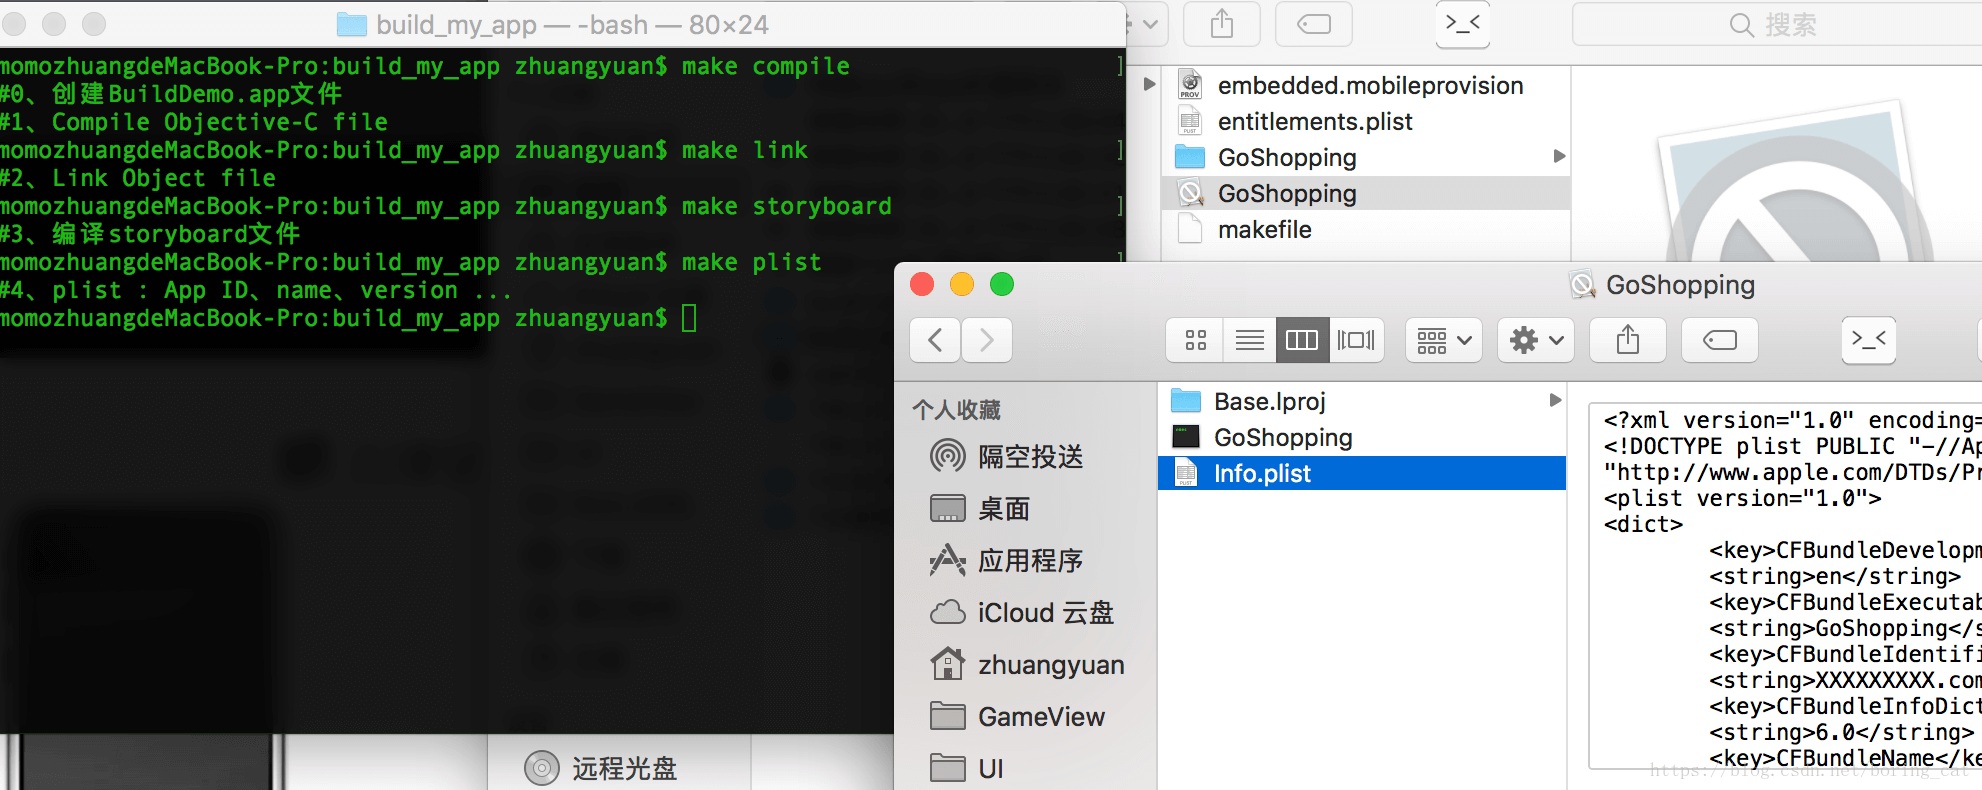 build_my_app — -bash — 80×24
momozhuangdeMacBook-Pro:build_my_app zhuangyuan$ make compile
#0、创建BuildDemo.app文件
#1、Compile Objective-C file
momozhuangdeMacBook-Pro:build_my_app zhuangyuan$ make link
#2、Link Object file
momozhuangdeMacBook-Pro:build_my_app zhuangyuan$ make storyboard
#3、编译storyboard文件
momozhuangdeMacBook-Pro:build_my_app zhuangyuan$ make plist
#4、plist : App ID、name、version ...
momozhuangdeMacBook-Pro:build_my_app zhuangyuan$
搜索
embedded.mobileprovision
entitlements.plist
GoShopping
GoShopping
makefile
GoShopping
个人收藏
隔空投送
桌面
应用程序
iCloud 云盘
zhuangyuan
GameView
UI
远程光盘
Base.lproj
GoShopping
Info.plist
<?xml version="1.0" encoding=
<!DOCTYPE plist PUBLIC "-//Ap
"http://www.apple.com/DTDs/Pr
<plist version="1.0">
<dict>
<key>CFBundleDevelopm
<string>en</string>
<key>CFBundleExecutab
<string>GoShopping</s
<key>CFBundleIdentifi
<string>XXXXXXXXX.com
<key>CFBundleInfoDict
<string>6.0</string>
<key>CFBundleName</ke
https://blog.csdn.net/boring_cat